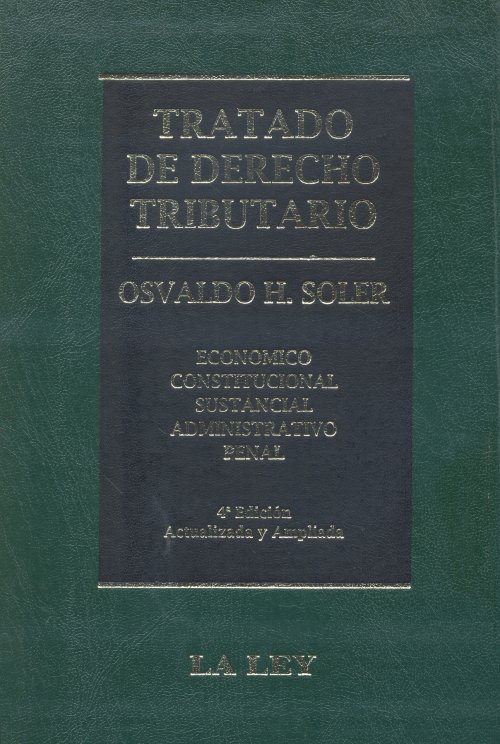 TRATADO
DE DERECHO
TRIBUTARIO
OSVALDO H. SOLER
ECONOMICO
CONSTITUCIONAL
SUSTANCIAL
ADMINISTRATIVO
PENAL
4ª Edición
Actualizada y Ampliada
LA LEY